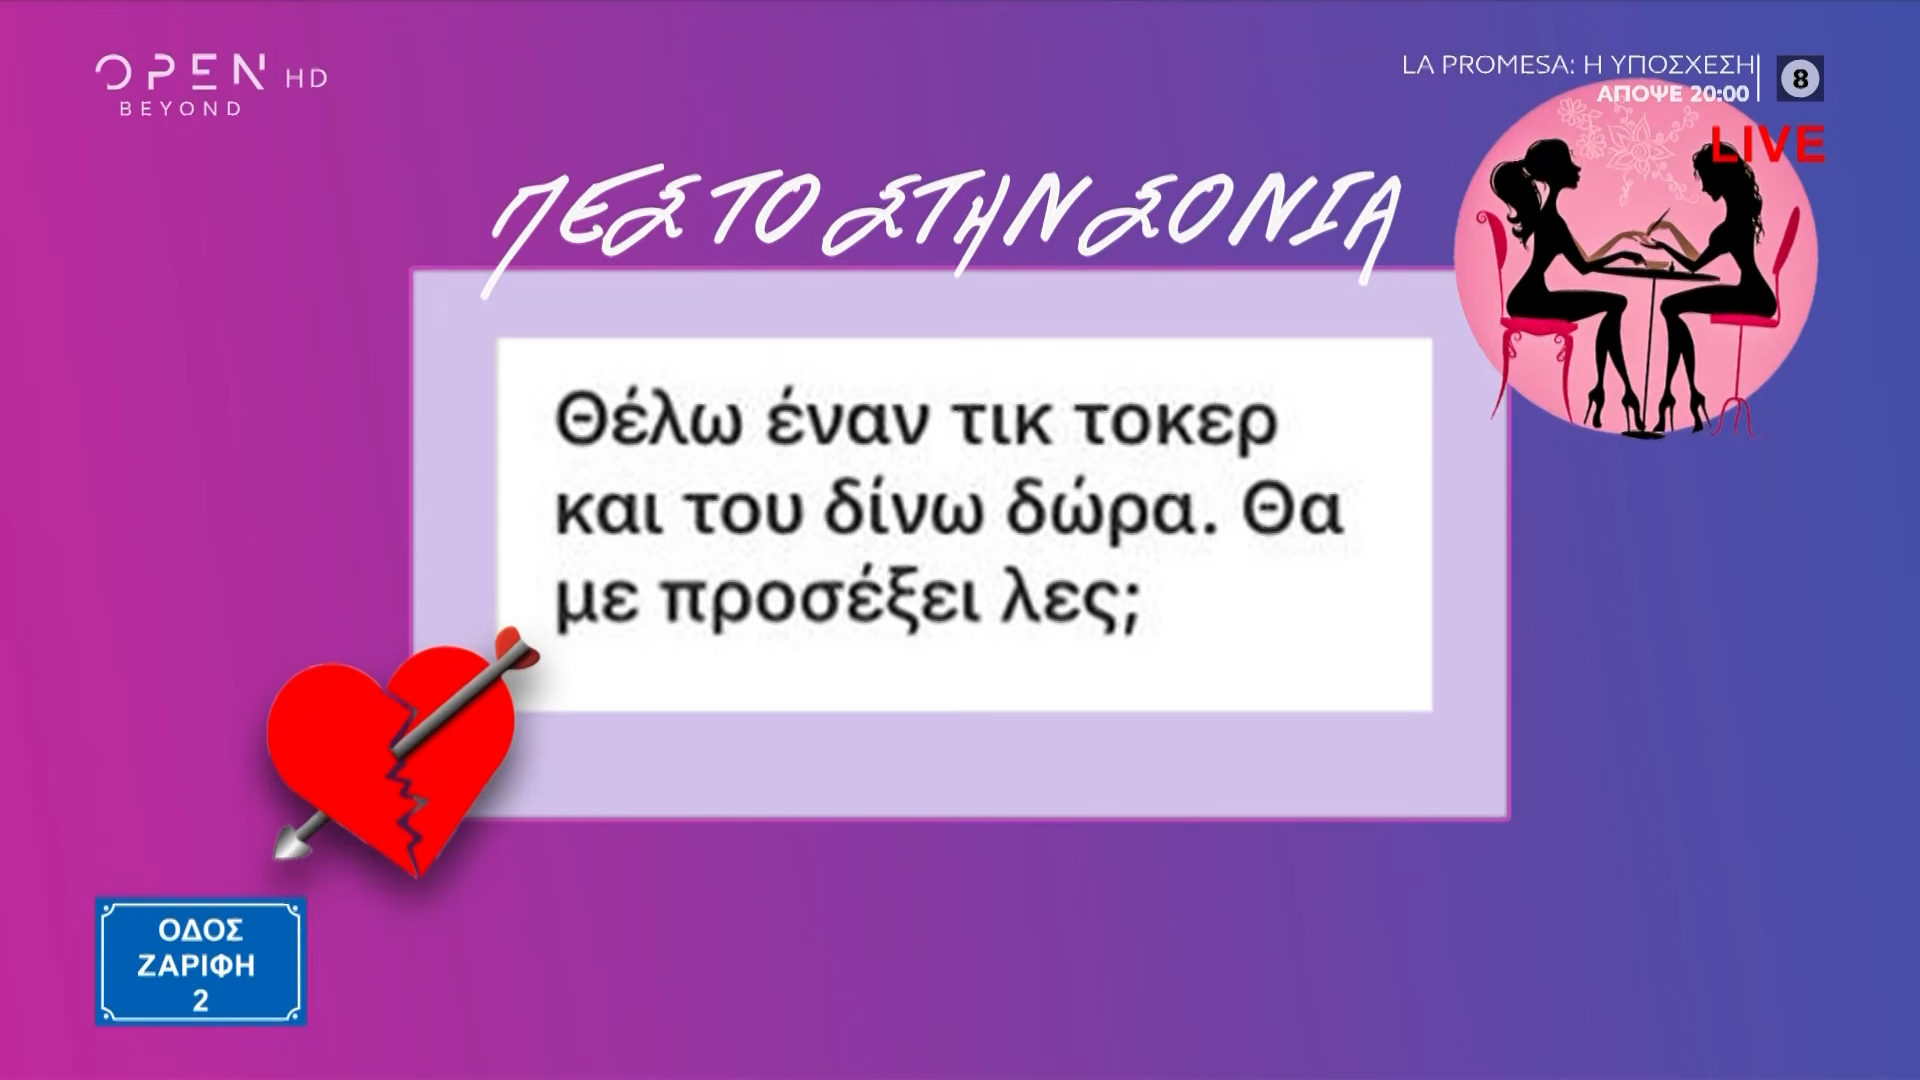 OPEN HD
BEYOND
LA PROMESA: Η ΥΠΟΣΧΕΣΗ
ΑΠΟΨΕ 20:00
8
LIVE
ΠΕΣ ΤΟ ΣΤΗΝ ΣΟΝΙΑ
Θέλω έναν τικ τοκερ
και του δίνω δώρα. Θα
με προσέξει λες;
ΟΔΟΣ
ΖΑΡΙΦΗ
2